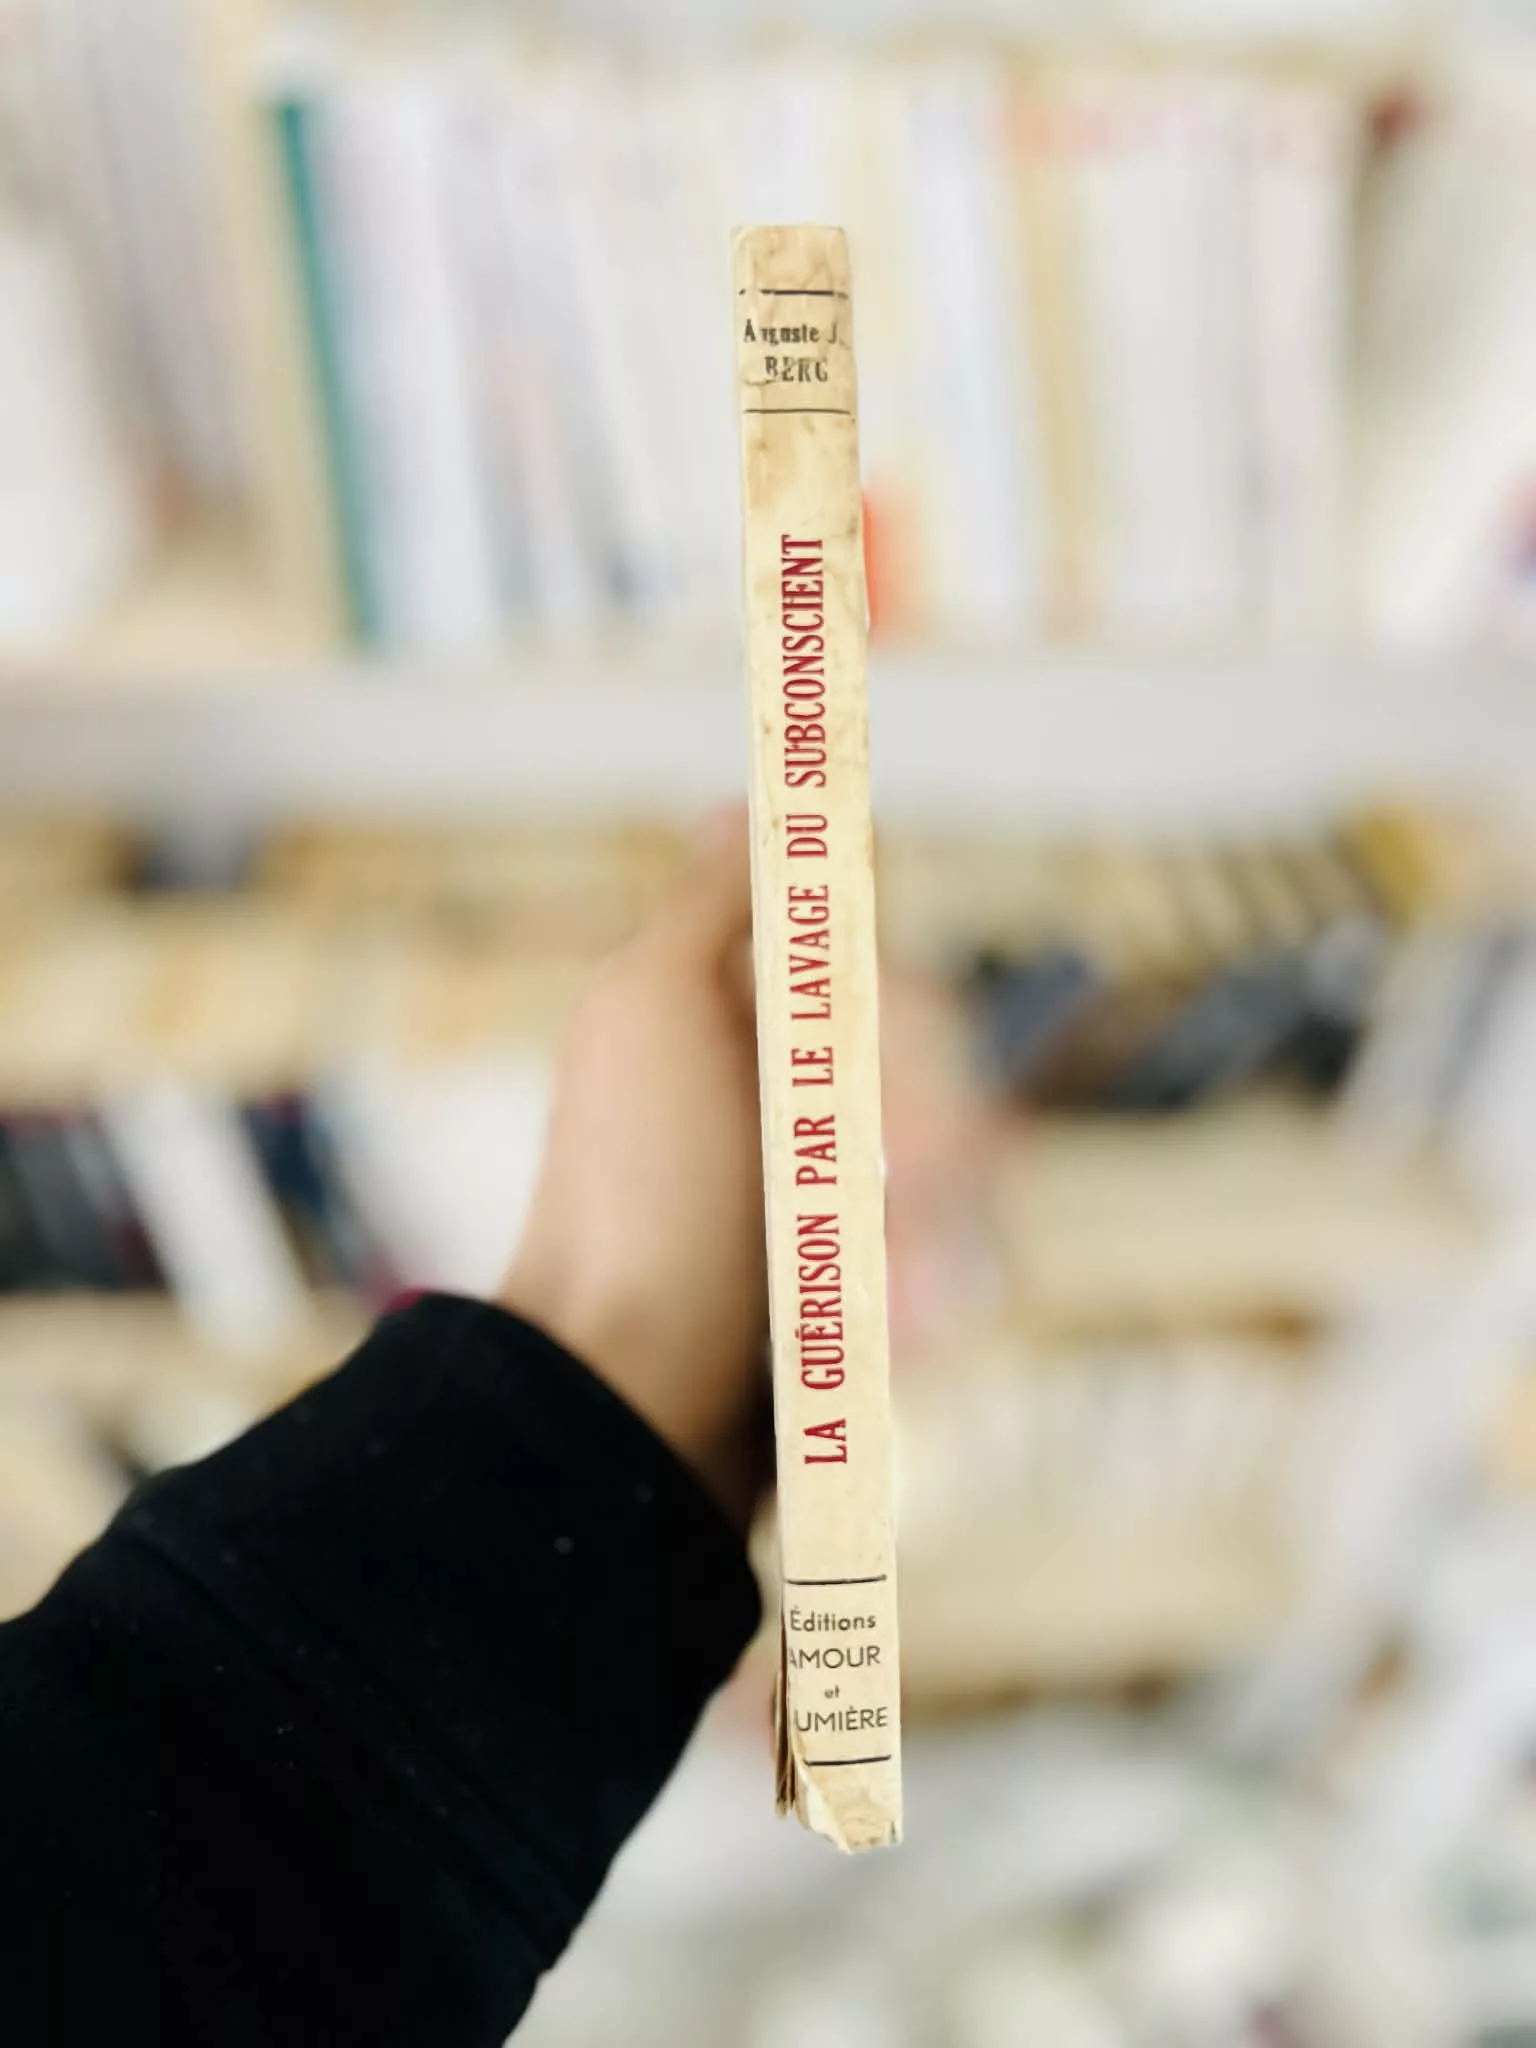 Auguste J.
BERG
LA GUÉRISON PAR LE LAVAGE DU SUBCONSCIENT
Éditions
AMOUR
et
UMIÈRE